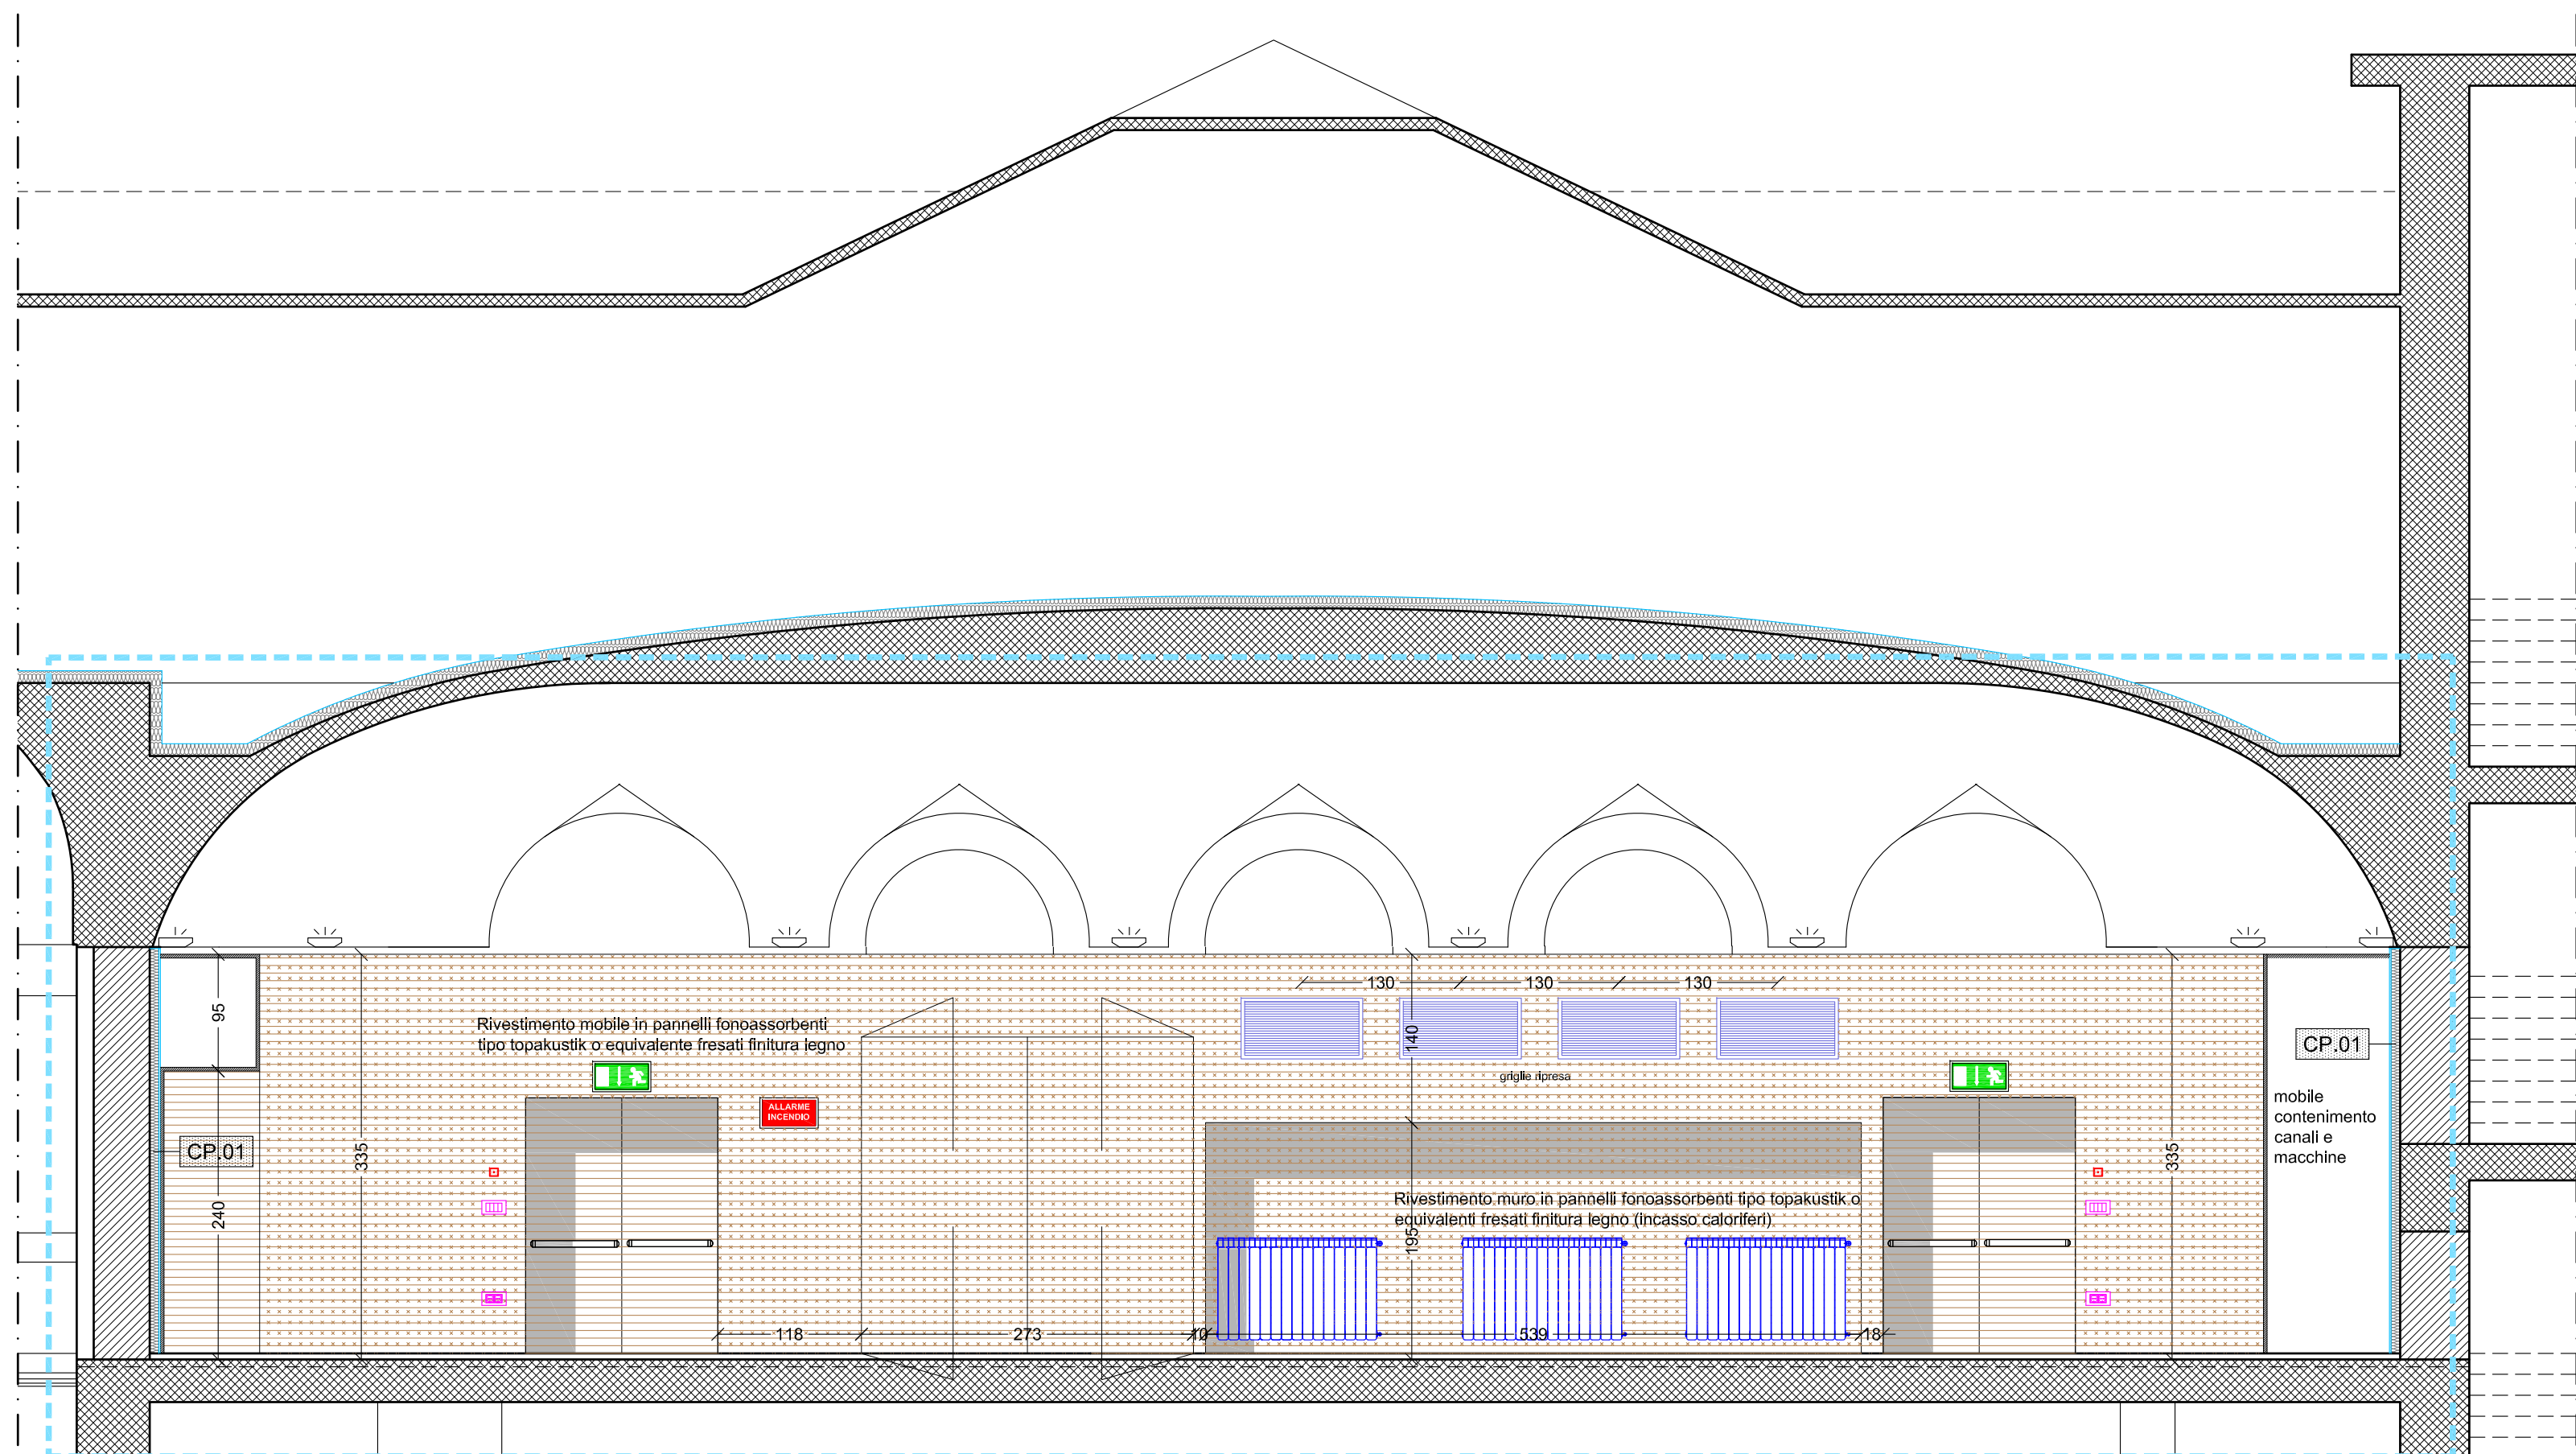 130
130
130
95
140
Rivestimento mobile in pannelli fonoassorbenti
tipo topakustik o equivalente fresati finitura legno
CP.01
griglie ripresa
mobile
contenimento
canali e
macchine
ALLARME
INCENDIO
CP.01
335
335
Rivestimento muro in pannelli fonoassorbenti tipo topakustik o
equivalenti fresati finitura legno (incasso caloriferi)
240
195
118
273
10
539
18